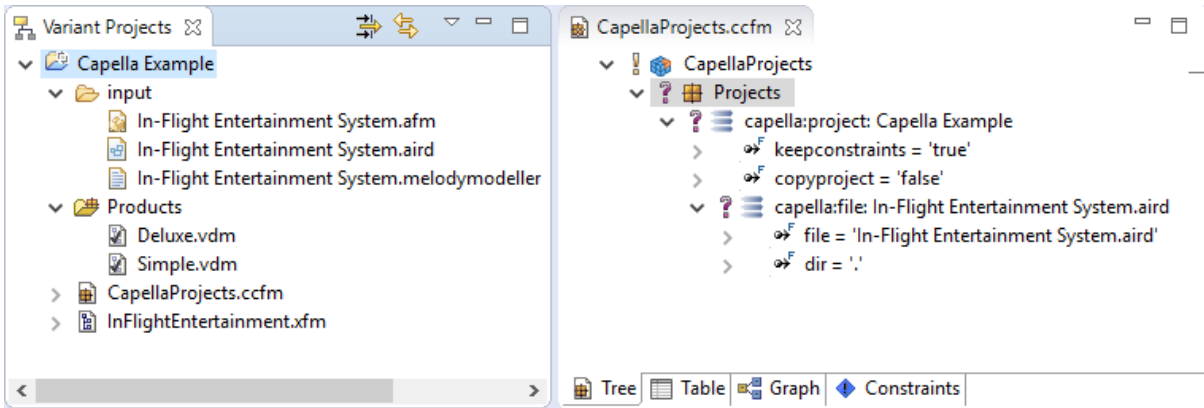 Variant Projects
Capella Example
input
In-Flight Entertainment System.afm
In-Flight Entertainment System.aird
In-Flight Entertainment System.melodymodeller
Products
Deluxe.vdm
Simple.vdm
CapellaProjects.ccfm
InFlightEntertainment.xfm
CapellaProjects.ccfm
CapellaProjects
Projects
capella:project: Capella Example
F keepconstraints = 'true'
F copyproject = 'false'
capella:file: In-Flight Entertainment System.aird
F file = 'In-Flight Entertainment System.aird'
F dir = '.'
Tree Table Graph Constraints